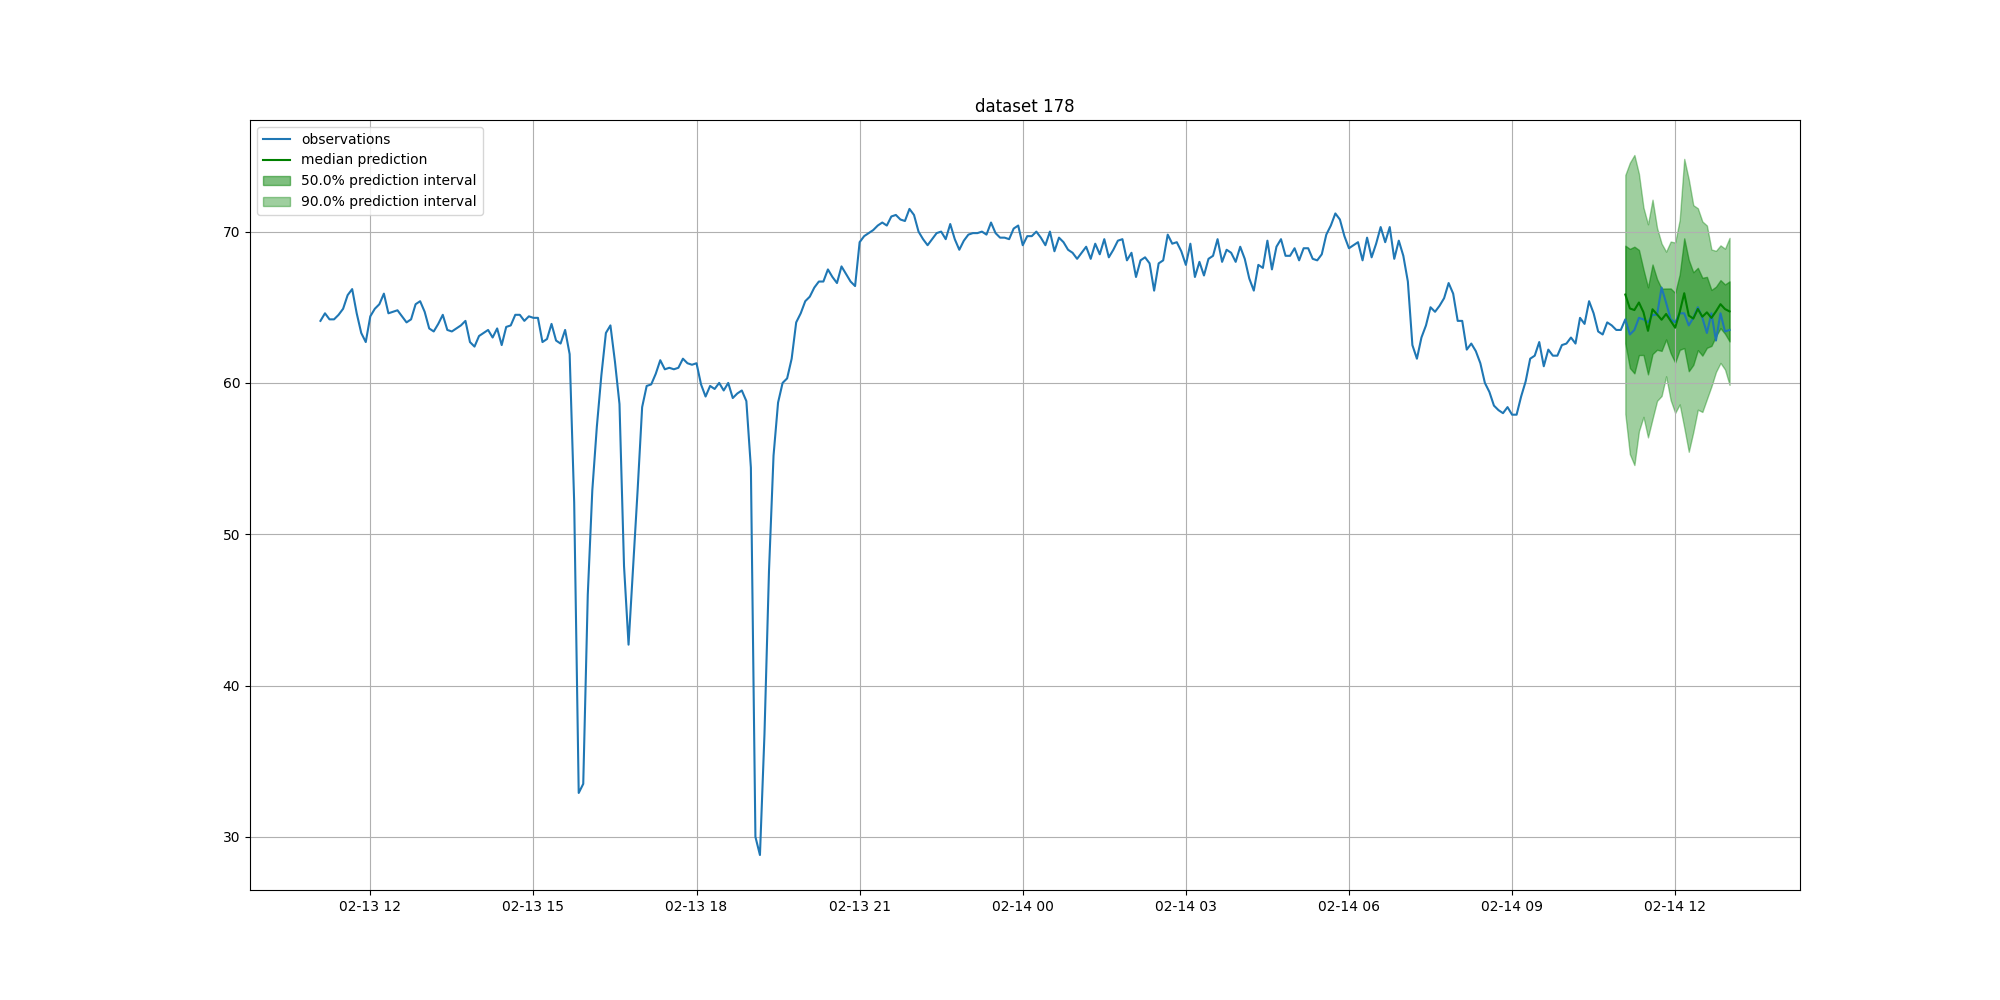 dataset 178
observations
median prediction
50.0% prediction interval
90.0% prediction interval
70
60
50
40
30
02-13 12
02-13 15
02-13 18
02-13 21
02-14 00
02-14 03
02-14 06
02-14 09
02-14 12